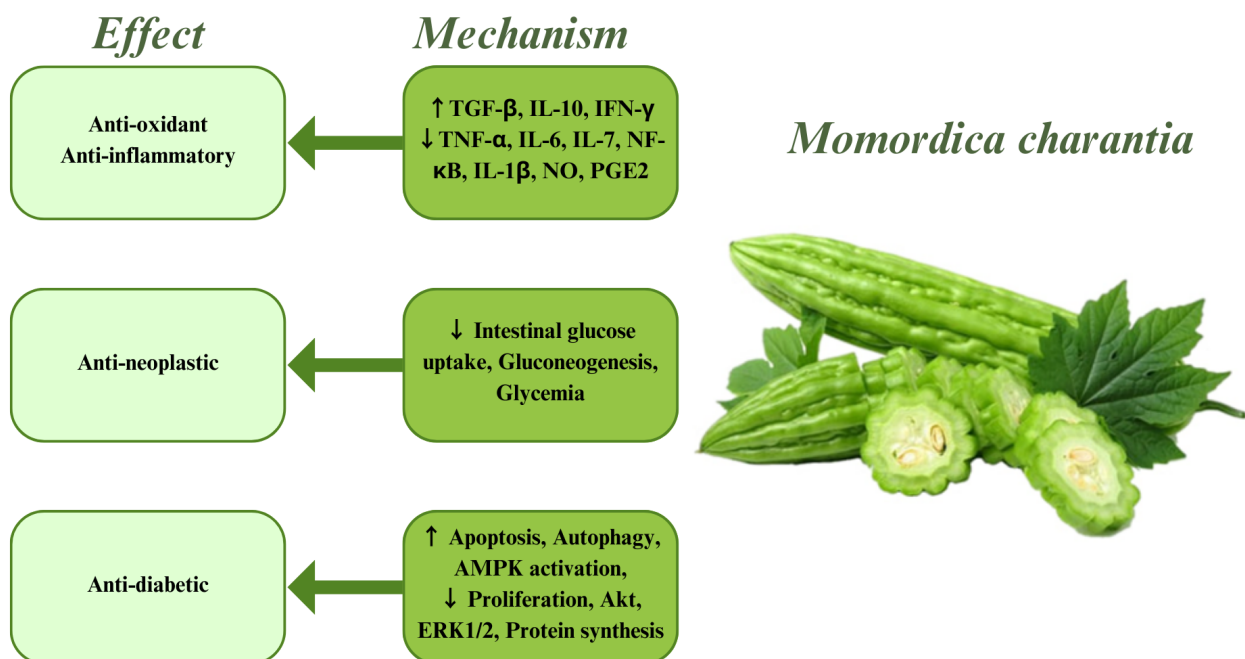 Effect
Mechanism
Anti-oxidant
Anti-inflammatory
↑ TGF-β, IL-10, IFN-γ
↓ TNF-α, IL-6, IL-7, NF-
κB, IL-1β, NO, PGE2
Momordica charantia
Anti-neoplastic
↓ Intestinal glucose
uptake, Gluconeogenesis,
Glycemia
Anti-diabetic
↑ Apoptosis, Autophagy,
AMPK activation,
↓ Proliferation, Akt,
ERK1/2, Protein synthesis